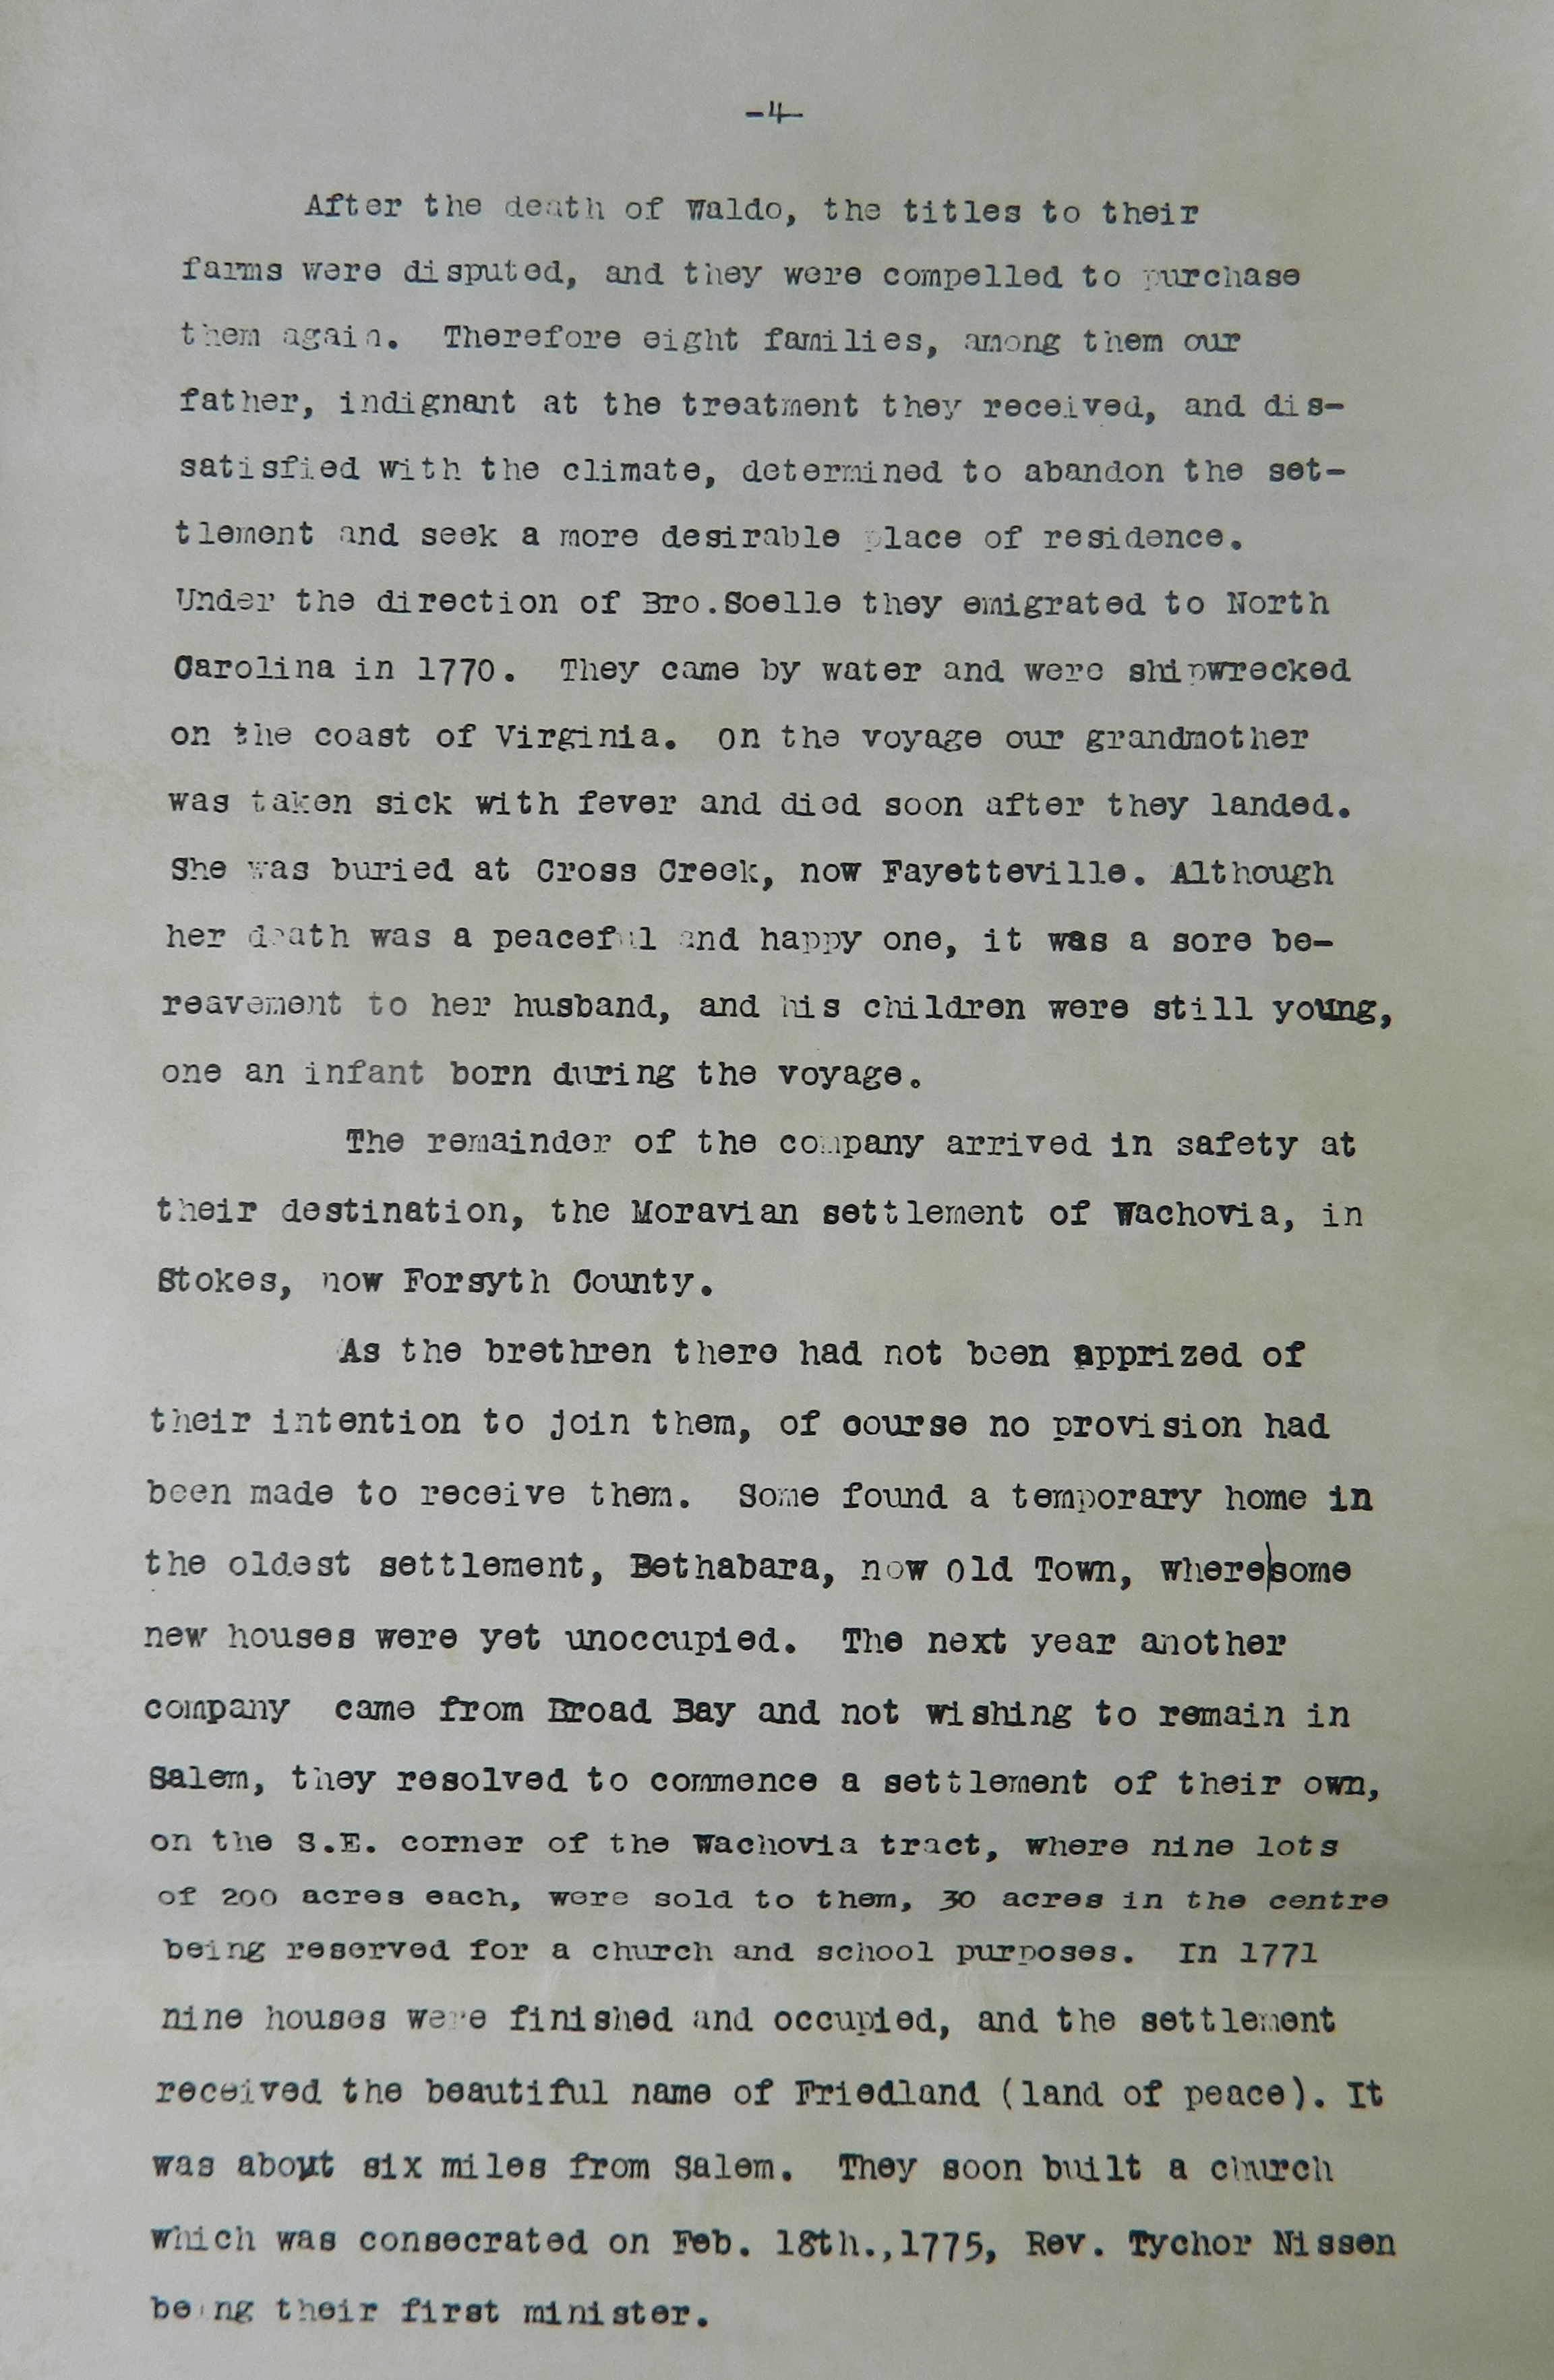 -4-
After the death of Waldo, the titles to their
farms were disputed, and they were compelled to purchase
them again. Therefore eight families, among them our
father, indignant at the treatment they received, and dis-
satisfied with the climate, determined to abandon the set-
tlement and seek a more desirable place of residence.
Under the direction of Bro.Soelle they emigrated to North
Carolina in 1770. They came by water and were shipwrecked
on the coast of Virginia. On the voyage our grandmother
was taken sick with fever and died soon after they landed.
She was buried at Cross Creek, now Fayetteville. Although
her death was a peaceful and happy one, it was a sore be-
reavement to her husband, and his children were still young,
one an infant born during the voyage.
The remainder of the company arrived in safety at
their destination, the Moravian settlement of Wachovia, in
Stokes, now Forsyth County.
As the brethren there had not been apprized of
their intention to join them, of course no provision had
been made to receive them. Some found a temporary home in
the oldest settlement, Bethabara, now Old Town, where|some
new houses were yet unoccupied. The next year another
company came from Broad Bay and not wishing to remain in
Salem, they resolved to commence a settlement of their own,
on the S.E. corner of the Wachovia tract, where nine lots
of 200 acres each, were sold to them, 30 acres in the centre
being reserved for a church and school purposes. In 1771
nine houses were finished and occupied, and the settlement
received the beautiful name of Friedland (land of peace). It
was about six miles from Salem. They soon built a church
which was consecrated on Feb. 18th.,1775, Rev. Tychor Nissen
being their first minister.